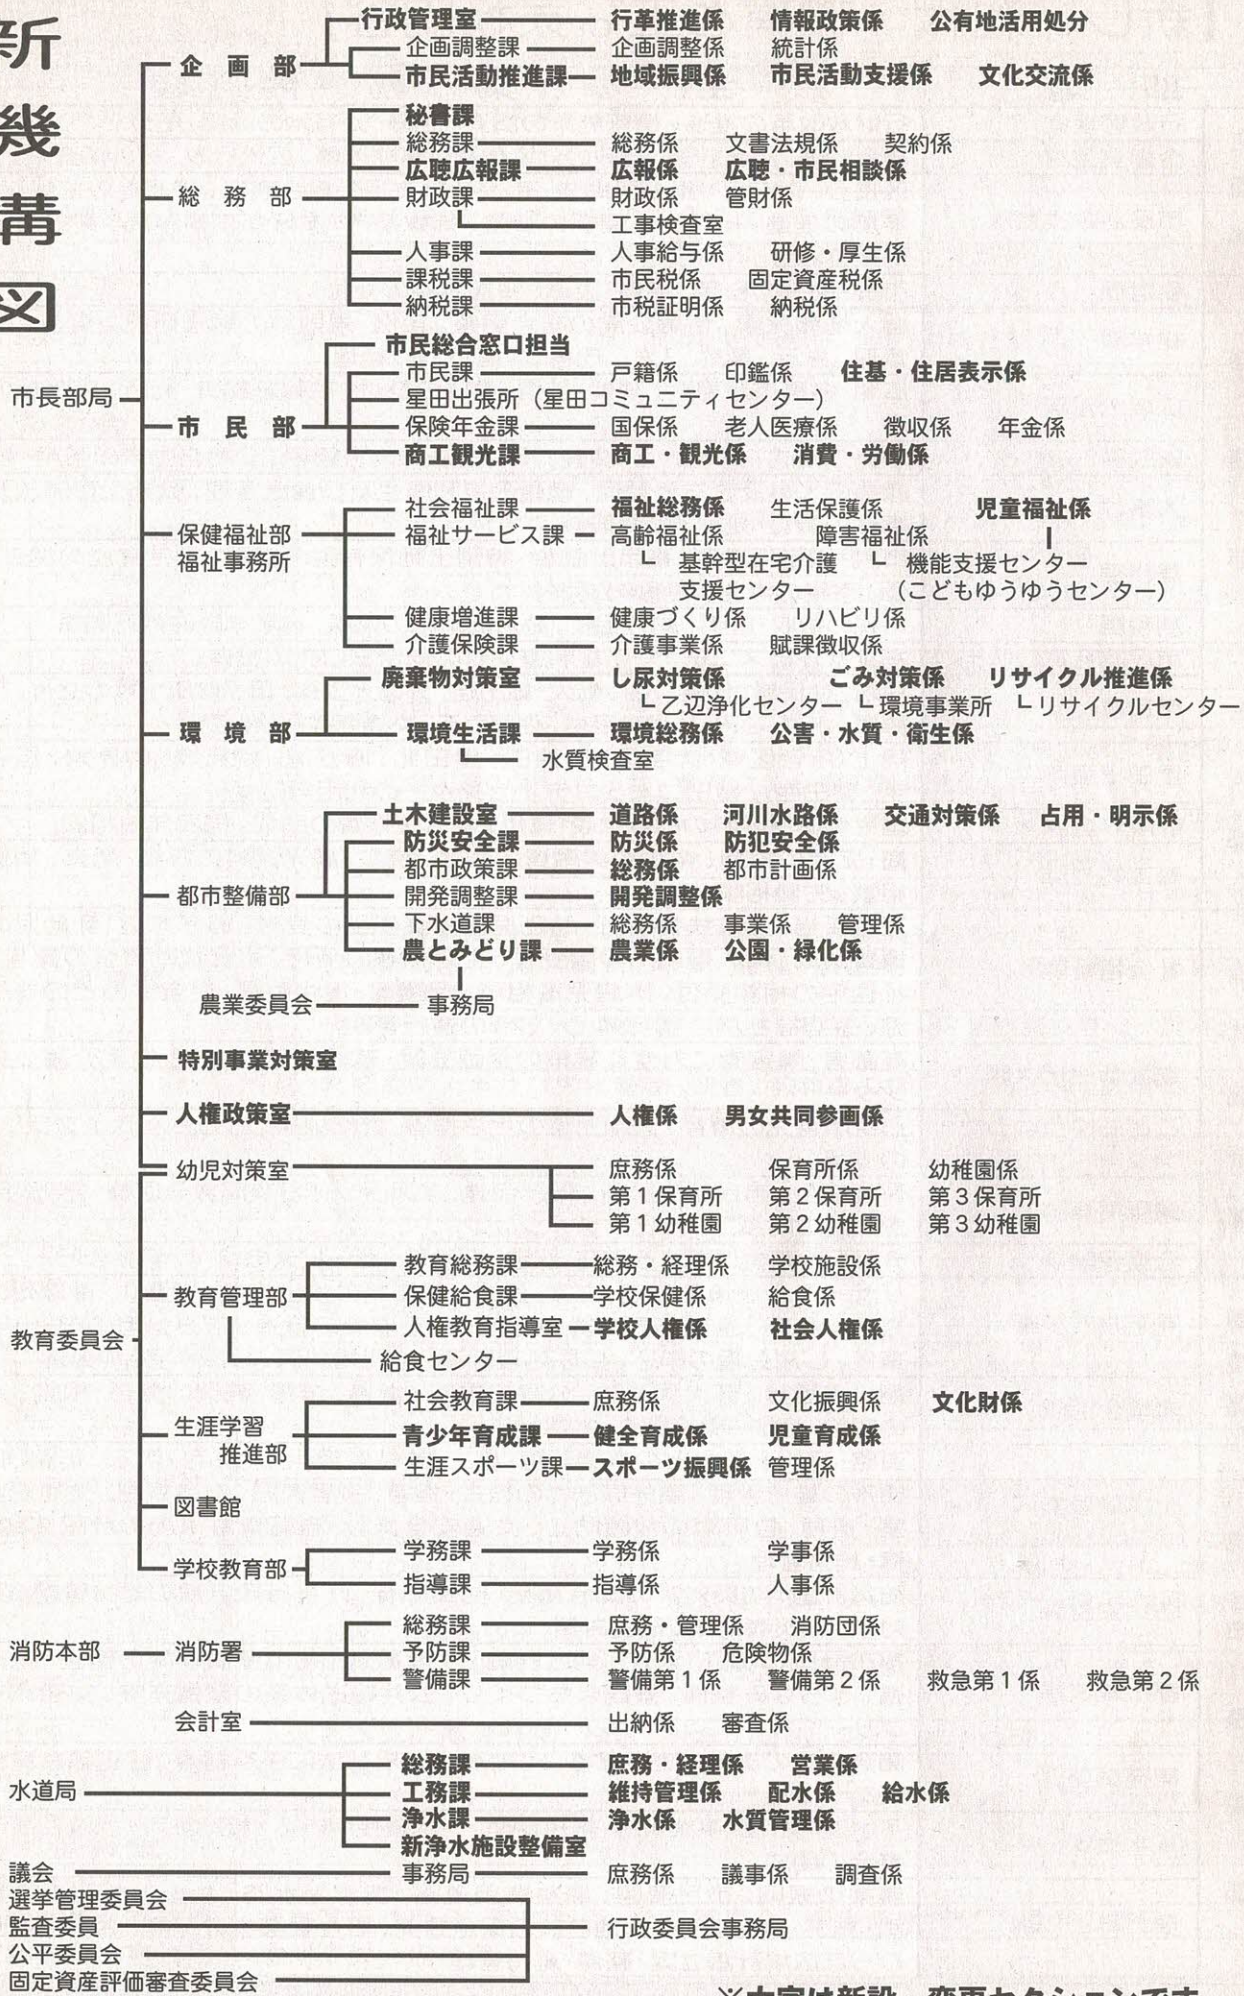 新機構図
行政管理室 行革推進係 情報政策係 公有地活用処分
企画調整課 企画調整係 統計係
企画部
市民活動推進課 地域振興係 市民活動支援係 文化交流係
秘書課
総務課 総務係 文書法規係 契約係
広聴広報課 広報係 広聴・市民相談係
総務部 財政課 財政係 管財係
工事検査室
人事課 人事給与係 研修・厚生係
課税課 市民税係 固定資産税係
納税課 市税証明係 納税係
市民総合窓口担当
市民課 戸籍係 印鑑係 住基・住居表示係
市長部局 星田出張所（星田コミュニティセンター）
市民部 保険年金課 国保係 老人医療係 徴収係 年金係
商工観光課 商工・観光係 消費・労働係
社会福祉課 福祉総務係 生活保護係 児童福祉係
保健福祉部 福祉サービス課 高齢福祉係 障害福祉係
福祉事務所 基幹型在宅介護 機能支援センター
支援センター （こどもゆうゆうセンター）
健康増進課 健康づくり係 リハビリ係
介護保険課 介護事業係 賦課徴収係
廃棄物対策室 し尿対策係 ごみ対策係 リサイクル推進係
乙辺浄化センター 環境事業所 リサイクルセンター
環境部 環境生活課 環境総務係 公害・水質・衛生係
水質検査室
土木建設室 道路係 河川水路係 交通対策係 占用・明示係
防災安全課 防災係 防犯安全係
都市政策課 総務係 都市計画係
都市整備部 開発調整課 開発調整係
下水道課 総務係 事業係 管理係
農とみどり課 農業係 公園・緑化係
農業委員会 事務局
特別事業対策室
人権政策室 人権係 男女共同参画係
幼児対策室 庶務係 保育所係 幼稚園係
第１保育所 第２保育所 第３保育所
第１幼稚園 第２幼稚園 第３幼稚園
教育総務課 総務・経理係 学校施設係
教育管理部 保健給食課 学校保健係 給食係
人権教育指導室 学校人権係 社会人権係
教育委員会
給食センター
社会教育課 庶務係 文化振興係 文化財係
生涯学習 青少年育成課 健全育成係 児童育成係
推進部
生涯スポーツ課 スポーツ振興係 管理係
図書館
学務課 学務係 学事係
学校教育部
指導課 指導係 人事係
総務課 庶務・管理係 消防団係
消防本部 消防署 予防課 予防係 危険物係
警備課 警備第１係 警備第２係 救急第１係 救急第２係
会計室 出納係 審査係
総務課 庶務・経理係 営業係
水道局 工務課 維持管理係 配水係 給水係
浄水課 浄水係 水質管理係
新浄水施設整備室
議会 事務局 庶務係 議事係 調査係
選挙管理委員会
監査委員 行政委員会事務局
公平委員会
固定資産評価審査委員会
※太字は新設、変更セクションです